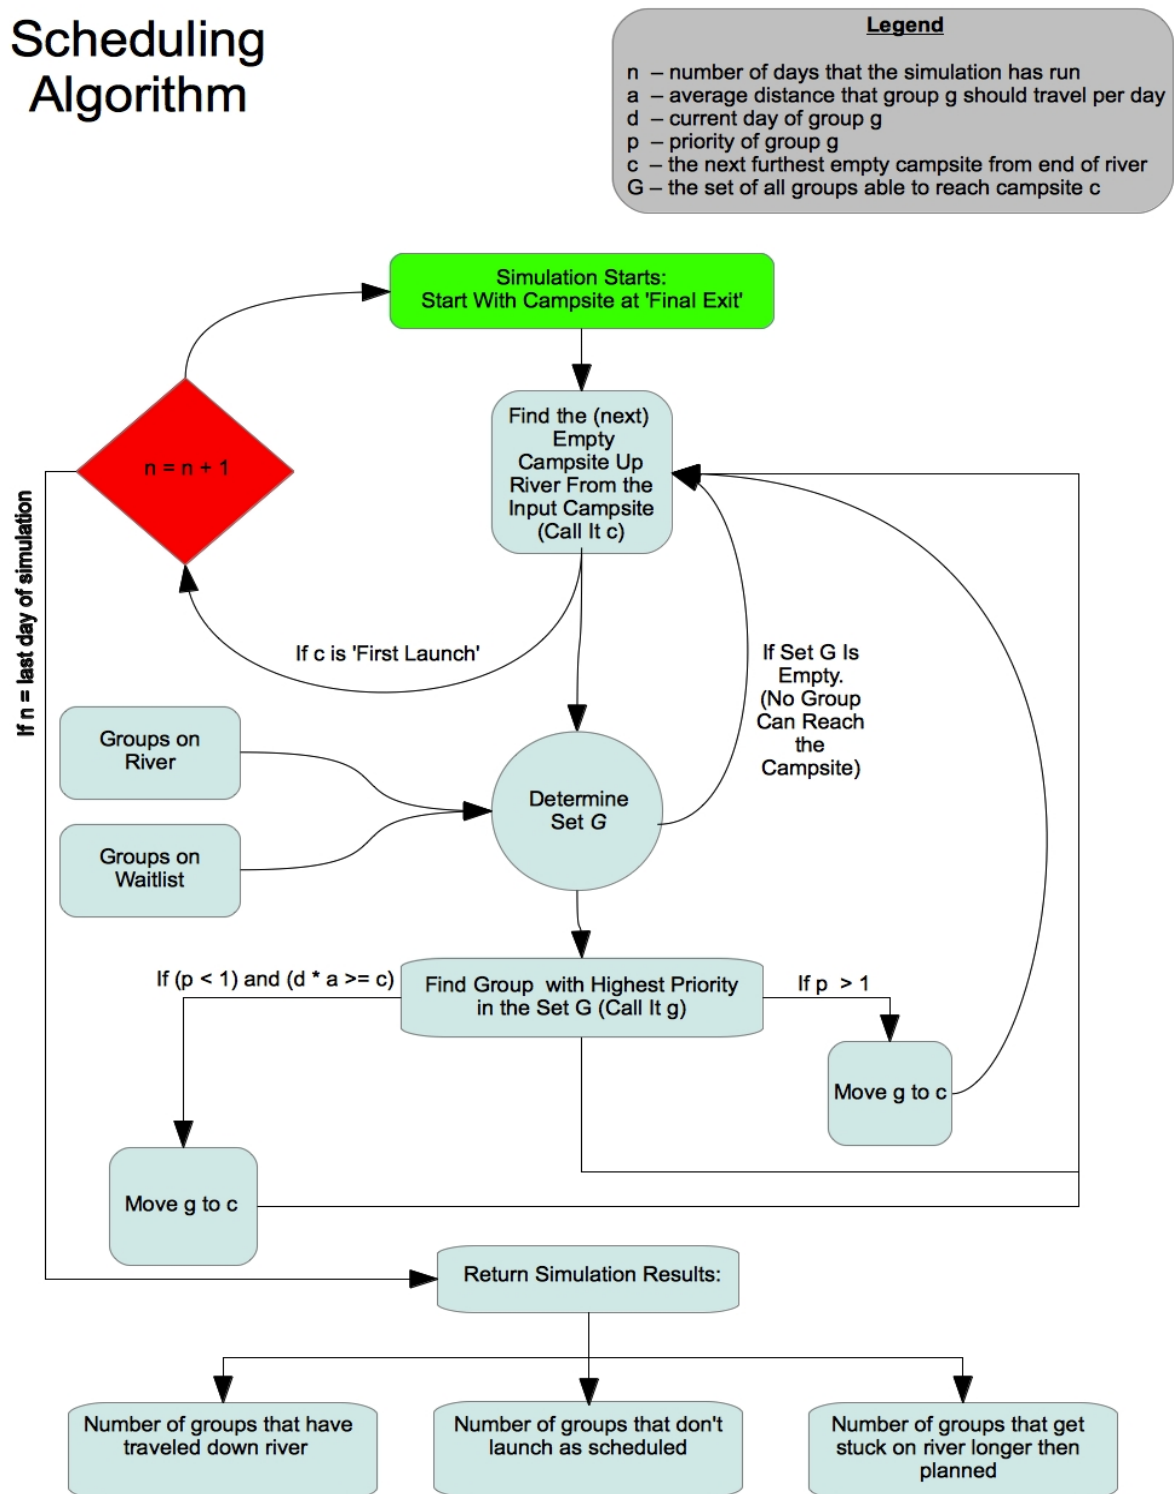 Scheduling
Algorithm
Legend
n – number of days that the simulation has run
a – average distance that group g should travel per day
d – current day of group g
p – priority of group g
c – the next furthest empty campsite from end of river
G – the set of all groups able to reach campsite c
Simulation Starts:
Start With Campsite at 'Final Exit'
n = n + 1
Find the (next)
Empty
Campsite Up
River From the
Input Campsite
(Call It c)
If n = last day of simulation
If c is 'First Launch'
If Set G Is
Empty.
(No Group
Can Reach
the
Campsite)
Groups on
River
Groups on
Waitlist
Determine
Set G
If (p < 1) and (d * a >= c)
Find Group  with Highest Priority
in the Set G (Call It g)
If p  > 1
Move g to c
Move g to c
Return Simulation Results:
Number of groups that have
traveled down river
Number of groups that don't
launch as scheduled
Number of groups that get
stuck on river longer then
planned